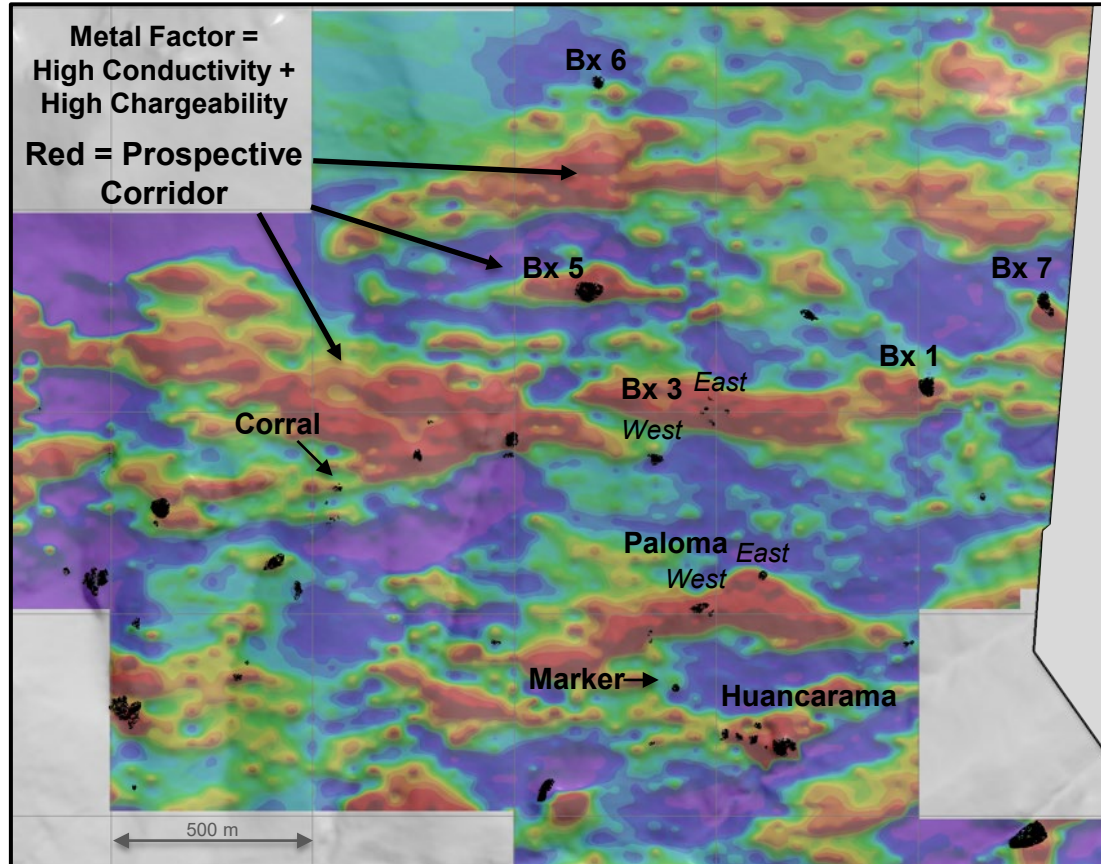 Metal Factor =
High Conductivity +
High Chargeability
Red = Prospective
Corridor
Bx 6
Bx 5
Bx 7
Bx 1
Bx 3 East
West
Corral
Paloma East
West
Marker
Huancarama
500 m